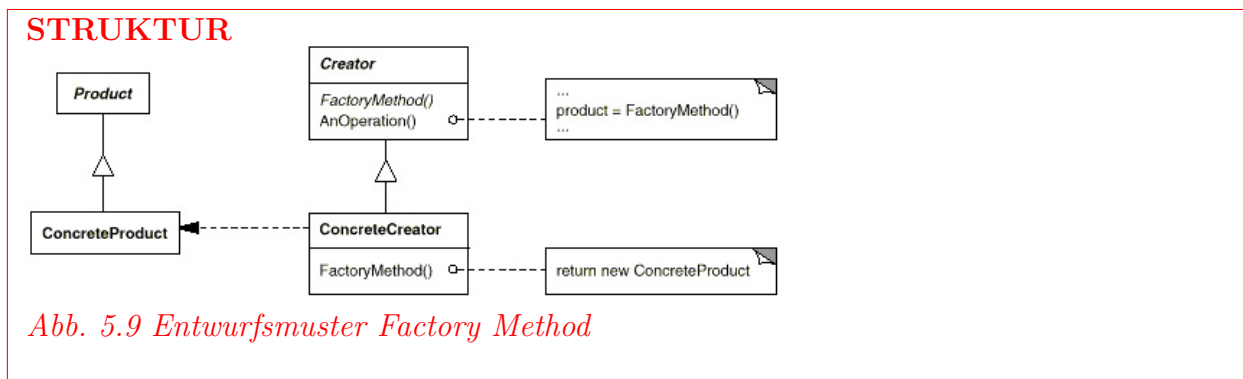 STRUKTUR
Product
ConcreteProduct
Creator
FactoryMethod()
AnOperation()
...
product = FactoryMethod()
...
ConcreteCreator
FactoryMethod()
return new ConcreteProduct
Abb. 5.9 Entwurfsmuster Factory Method